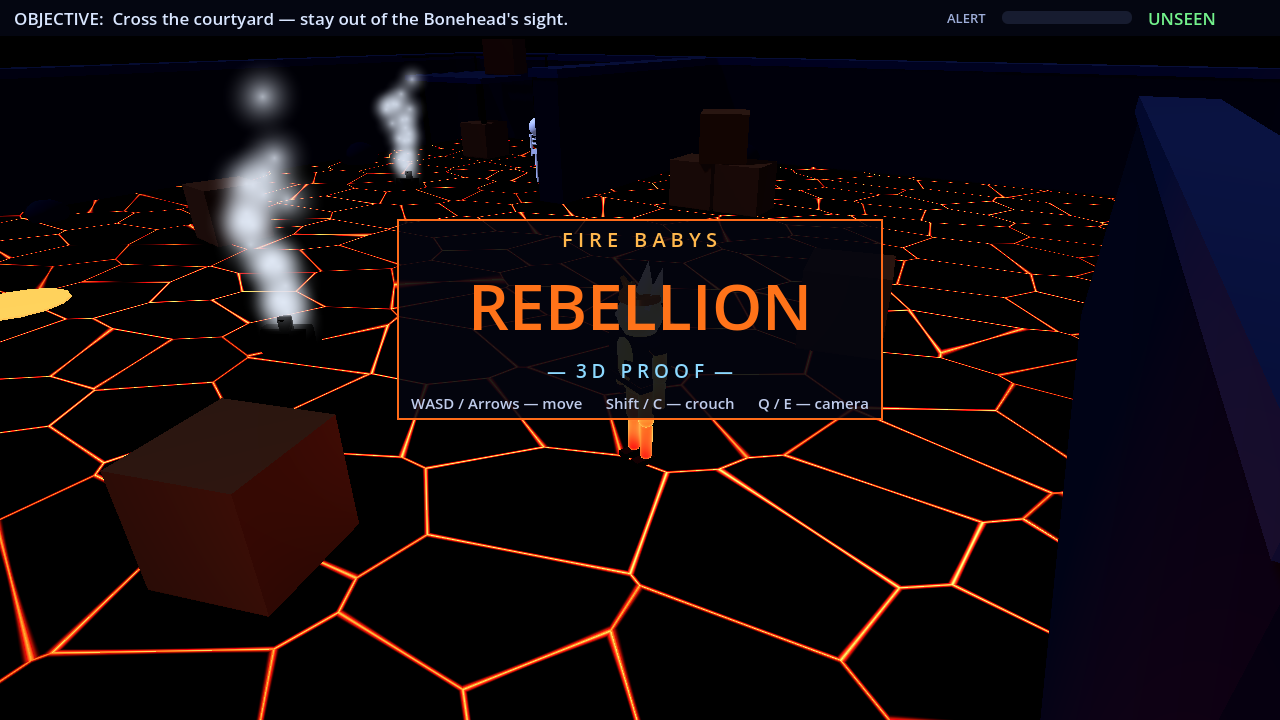 OBJECTIVE:  Cross the courtyard — stay out of the Bonehead's sight.
ALERT
UNSEEN
FIRE BABYS
REBELLION
— 3D PROOF —
WASD / Arrows — move    Shift / C — crouch    Q / E — camera